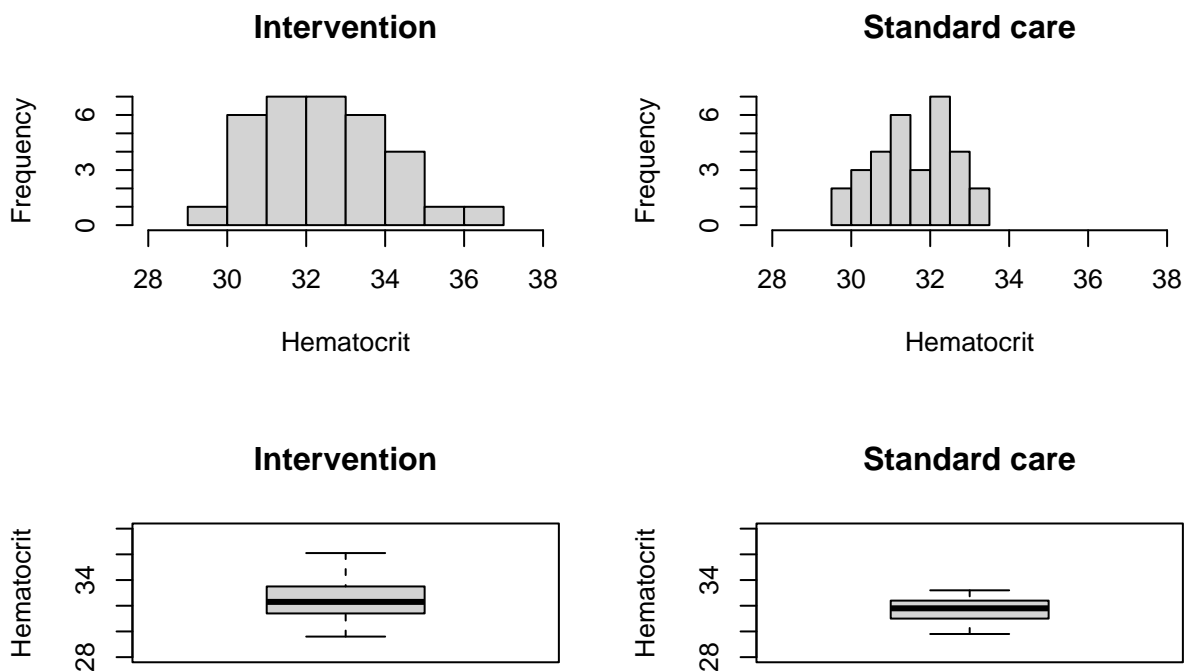 Intervention
Standard care
Frequency
0 3 6
28 30 32 34 36 38
Hematocrit
Frequency
0 3 6
28 30 32 34 36 38
Hematocrit
Intervention
Standard care
Hematocrit
28 34
Hematocrit
28 34